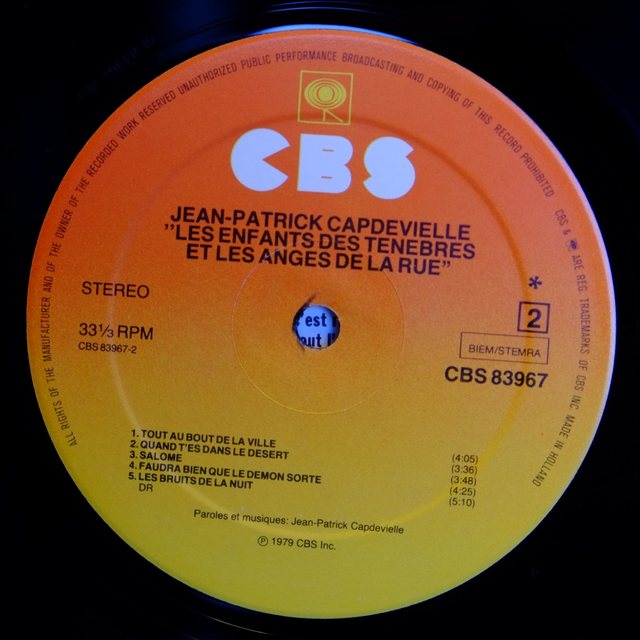 ALL RIGHTS OF THE MANUFACTURER AND OF THE OWNER OF THE RECORDED WORK RESERVED UNAUTHORIZED PUBLIC PERFORMANCE BROADCASTING AND COPYING OF THIS RECORD PROHIBITED CBS & ARE REG. TRADEMARKS OF CBS INC. MADE IN HOLLAND
CBS
JEAN-PATRICK CAPDEVIELLE
"LES ENFANTS DES TENEBRES
ET LES ANGES DE LA RUE"
STEREO
*
2
33⅓ RPM
CBS 83967-2
BIEM/STEMRA
CBS 83967
est
out
1. TOUT AU BOUT DE LA VILLE (4:05)
2. QUAND T'ES DANS LE DESERT (3:36)
3. SALOME (3:48)
4. FAUDRA BIEN QUE LE DEMON SORTE (4:25)
5. LES BRUITS DE LA NUIT (5:10)
DR
Paroles et musiques: Jean-Patrick Capdevielle
℗ 1979 CBS Inc.